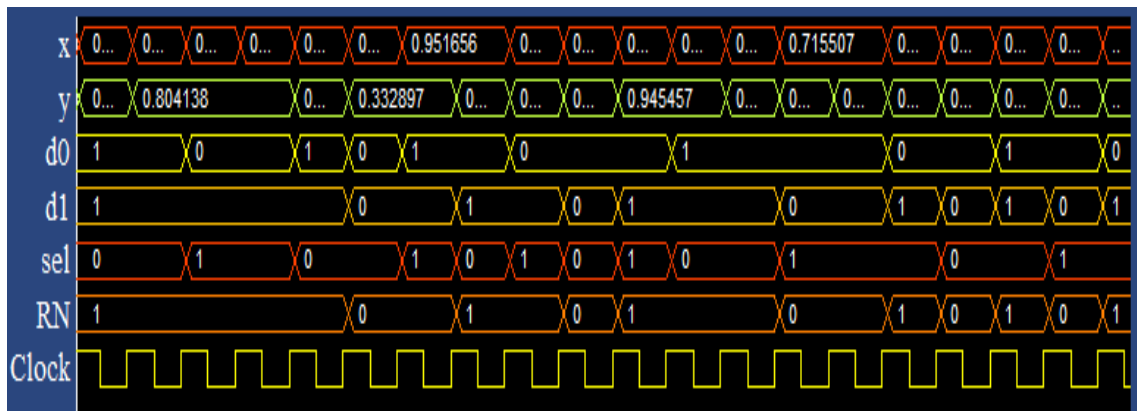 x 0... 0... 0... 0... 0... 0... 0.951656 0... 0... 0... 0... 0... 0.715507 0... 0... 0... 0... ..
y 0... 0.804138 0... 0.332897 0... 0... 0... 0.945457 0... 0... 0... 0... 0... 0... 0... ..
d0 1 0 1 0 1 0 1 0 1 0
d1 1 0 1 0 1 0 1 0 1 0 1
sel 0 1 0 1 0 1 0 1 0 1 0 1
RN 1 0 1 0 1 0 1 0 1 0 1
Clock